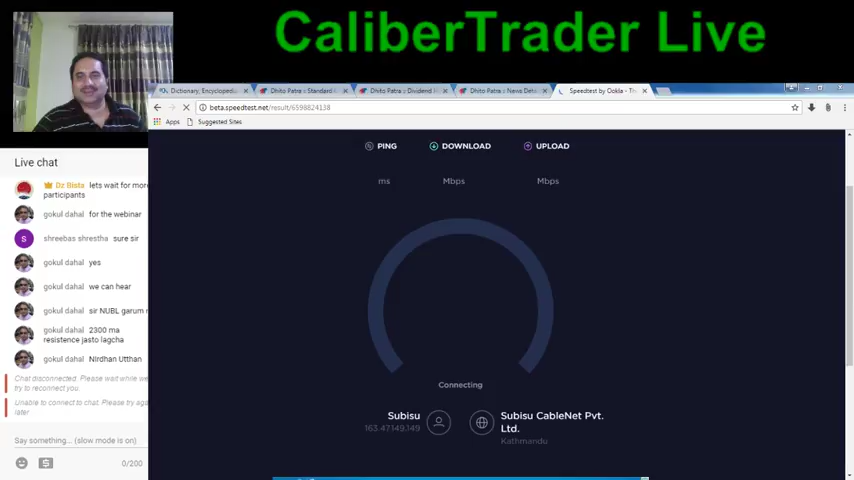 CaliberTrader Live
Dictionary, Encycloped
Dhito Patra :: Standard
Dhito Patra :: Dividend
Dhito Patra :: News Deta
Speedtest by Ookla - Th
beta.speedtest.net/result/6598824138
Apps
Suggested Sites
Live chat
Dz Bista lets wait for more
participants
gokul dahal for the webinar
shreebas shrestha sure sir
gokul dahal yes
gokul dahal we can hear
gokul dahal sir NUBL garum
gokul dahal 2300 ma
resistence jasto lagcha
gokul dahal NIrdhan Utthan
Chat disconnected. Please wait while we
try to reconnect you.
Unable to connect to chat. Please try aga
later
Say something... (slow mode is on)
0/200
PING
DOWNLOAD
UPLOAD
ms
Mbps
Mbps
Connecting
Subisu
163.47.149.149
Subisu CableNet Pvt.
Ltd.
Kathmandu